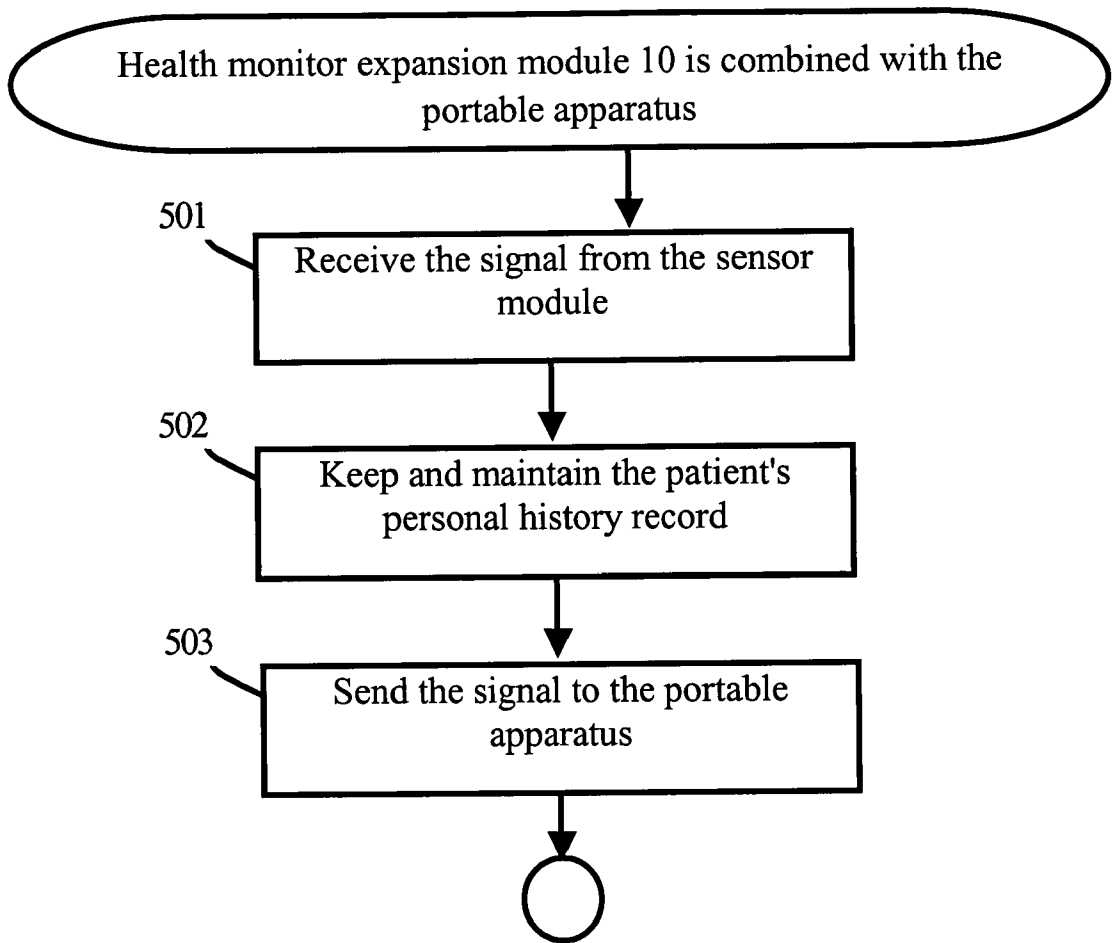 Health monitor expansion module 10 is combined with the
portable apparatus
501
Receive the signal from the sensor
module
502
Keep and maintain the patient's
personal history record
503
Send the signal to the portable
apparatus